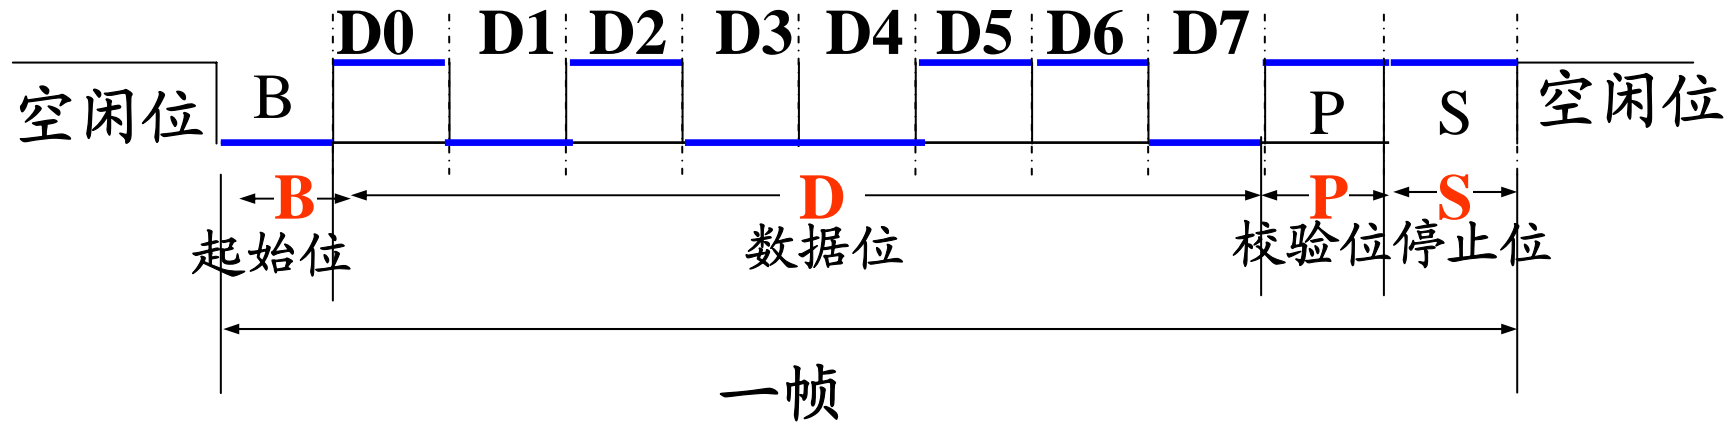 D0 D1 D2 D3 D4 D5 D6 D7
空闲位 B P S 空闲位
B D P S
起始位 数据位 校验位 停止位
一帧